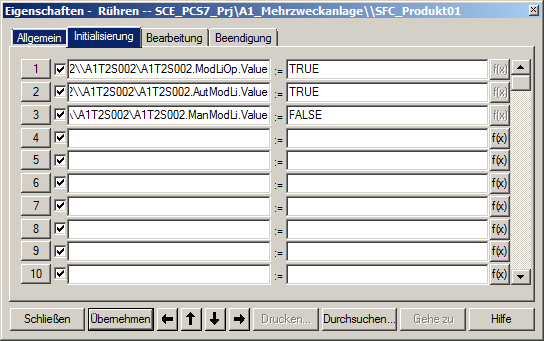 Eigenschaften - Rühren -- SCE_PCS7_Prj\A1_Mehrzweckanlage\\SFC_Produkt01
Allgemein Initialisierung Bearbeitung Beendigung
1 2\\A1T2S002\A1T2S002.ModLiOp.Value := TRUE f(x)
2 2\\A1T2S002\A1T2S002.AutModLi.Value := TRUE f(x)
3 \\A1T2S002\A1T2S002.ManModLi.Value := FALSE f(x)
4 := f(x)
5 := f(x)
6 := f(x)
7 := f(x)
8 := f(x)
9 := f(x)
10 := f(x)
Schließen Übernehmen Drucken... Durchsuchen... Gehe zu Hilfe